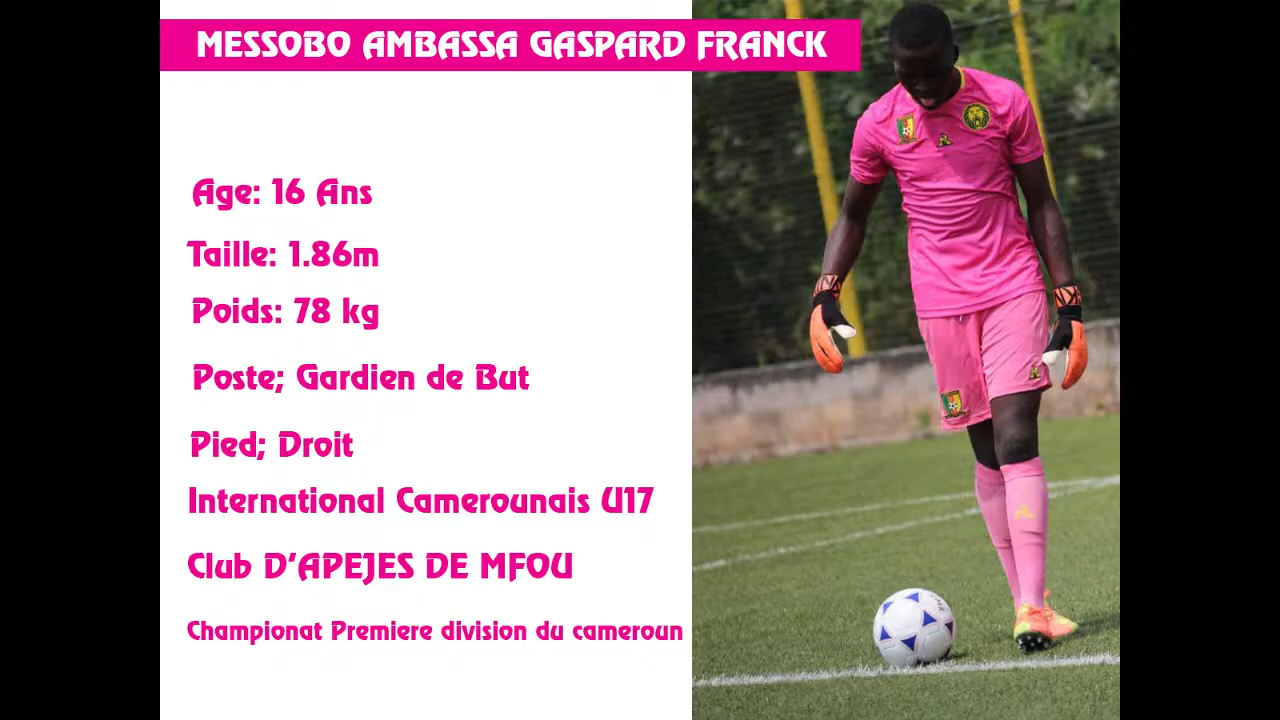 MESSOBO AMBASSA GASPARD FRANCK
Age: 16 Ans
Taille: 1.86m
Poids: 78 kg
Poste; Gardien de But
Pied; Droit
International Camerounais U17
Club D'APEJES DE MFOU
Championat Premiere division du cameroun